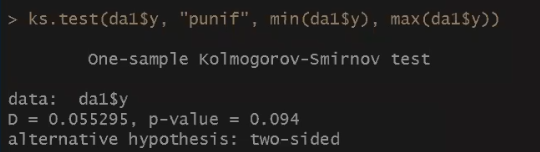 > ks.test(da1$y, "punif", min(da1$y), max(da1$y))
One-sample Kolmogorov-Smirnov test
data: da1$y
D = 0.055295, p-value = 0.094
alternative hypothesis: two-sided